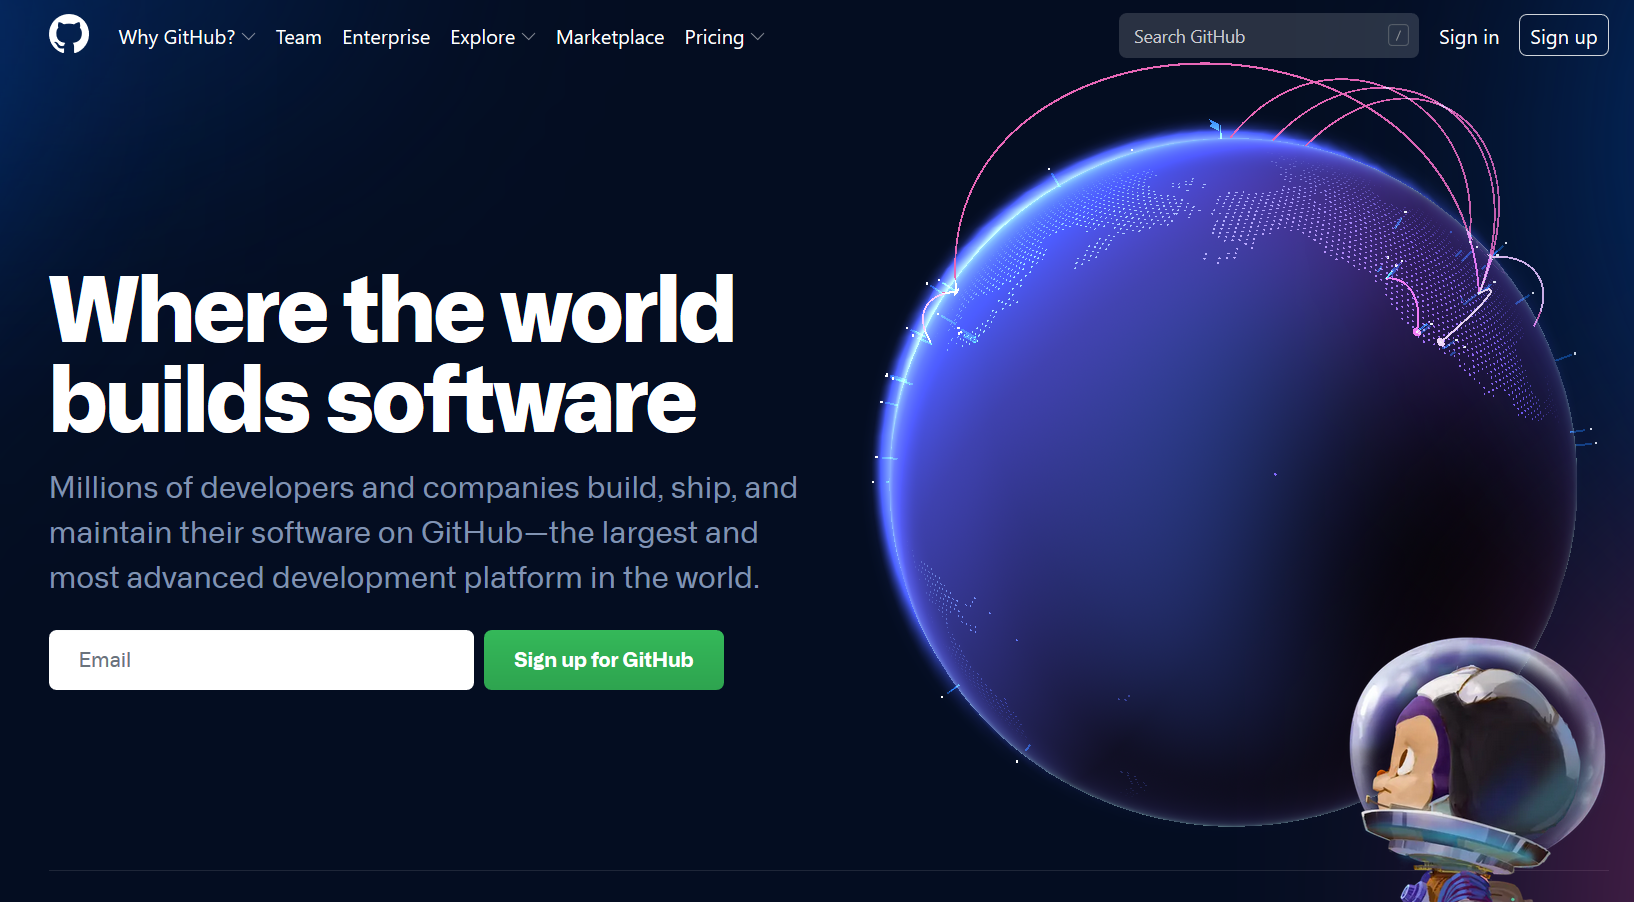 Why GitHub? Team Enterprise Explore Marketplace Pricing Search GitHub / Sign in Sign up
Where the world
builds software
Millions of developers and companies build, ship, and
maintain their software on GitHub—the largest and
most advanced development platform in the world.
Email Sign up for GitHub